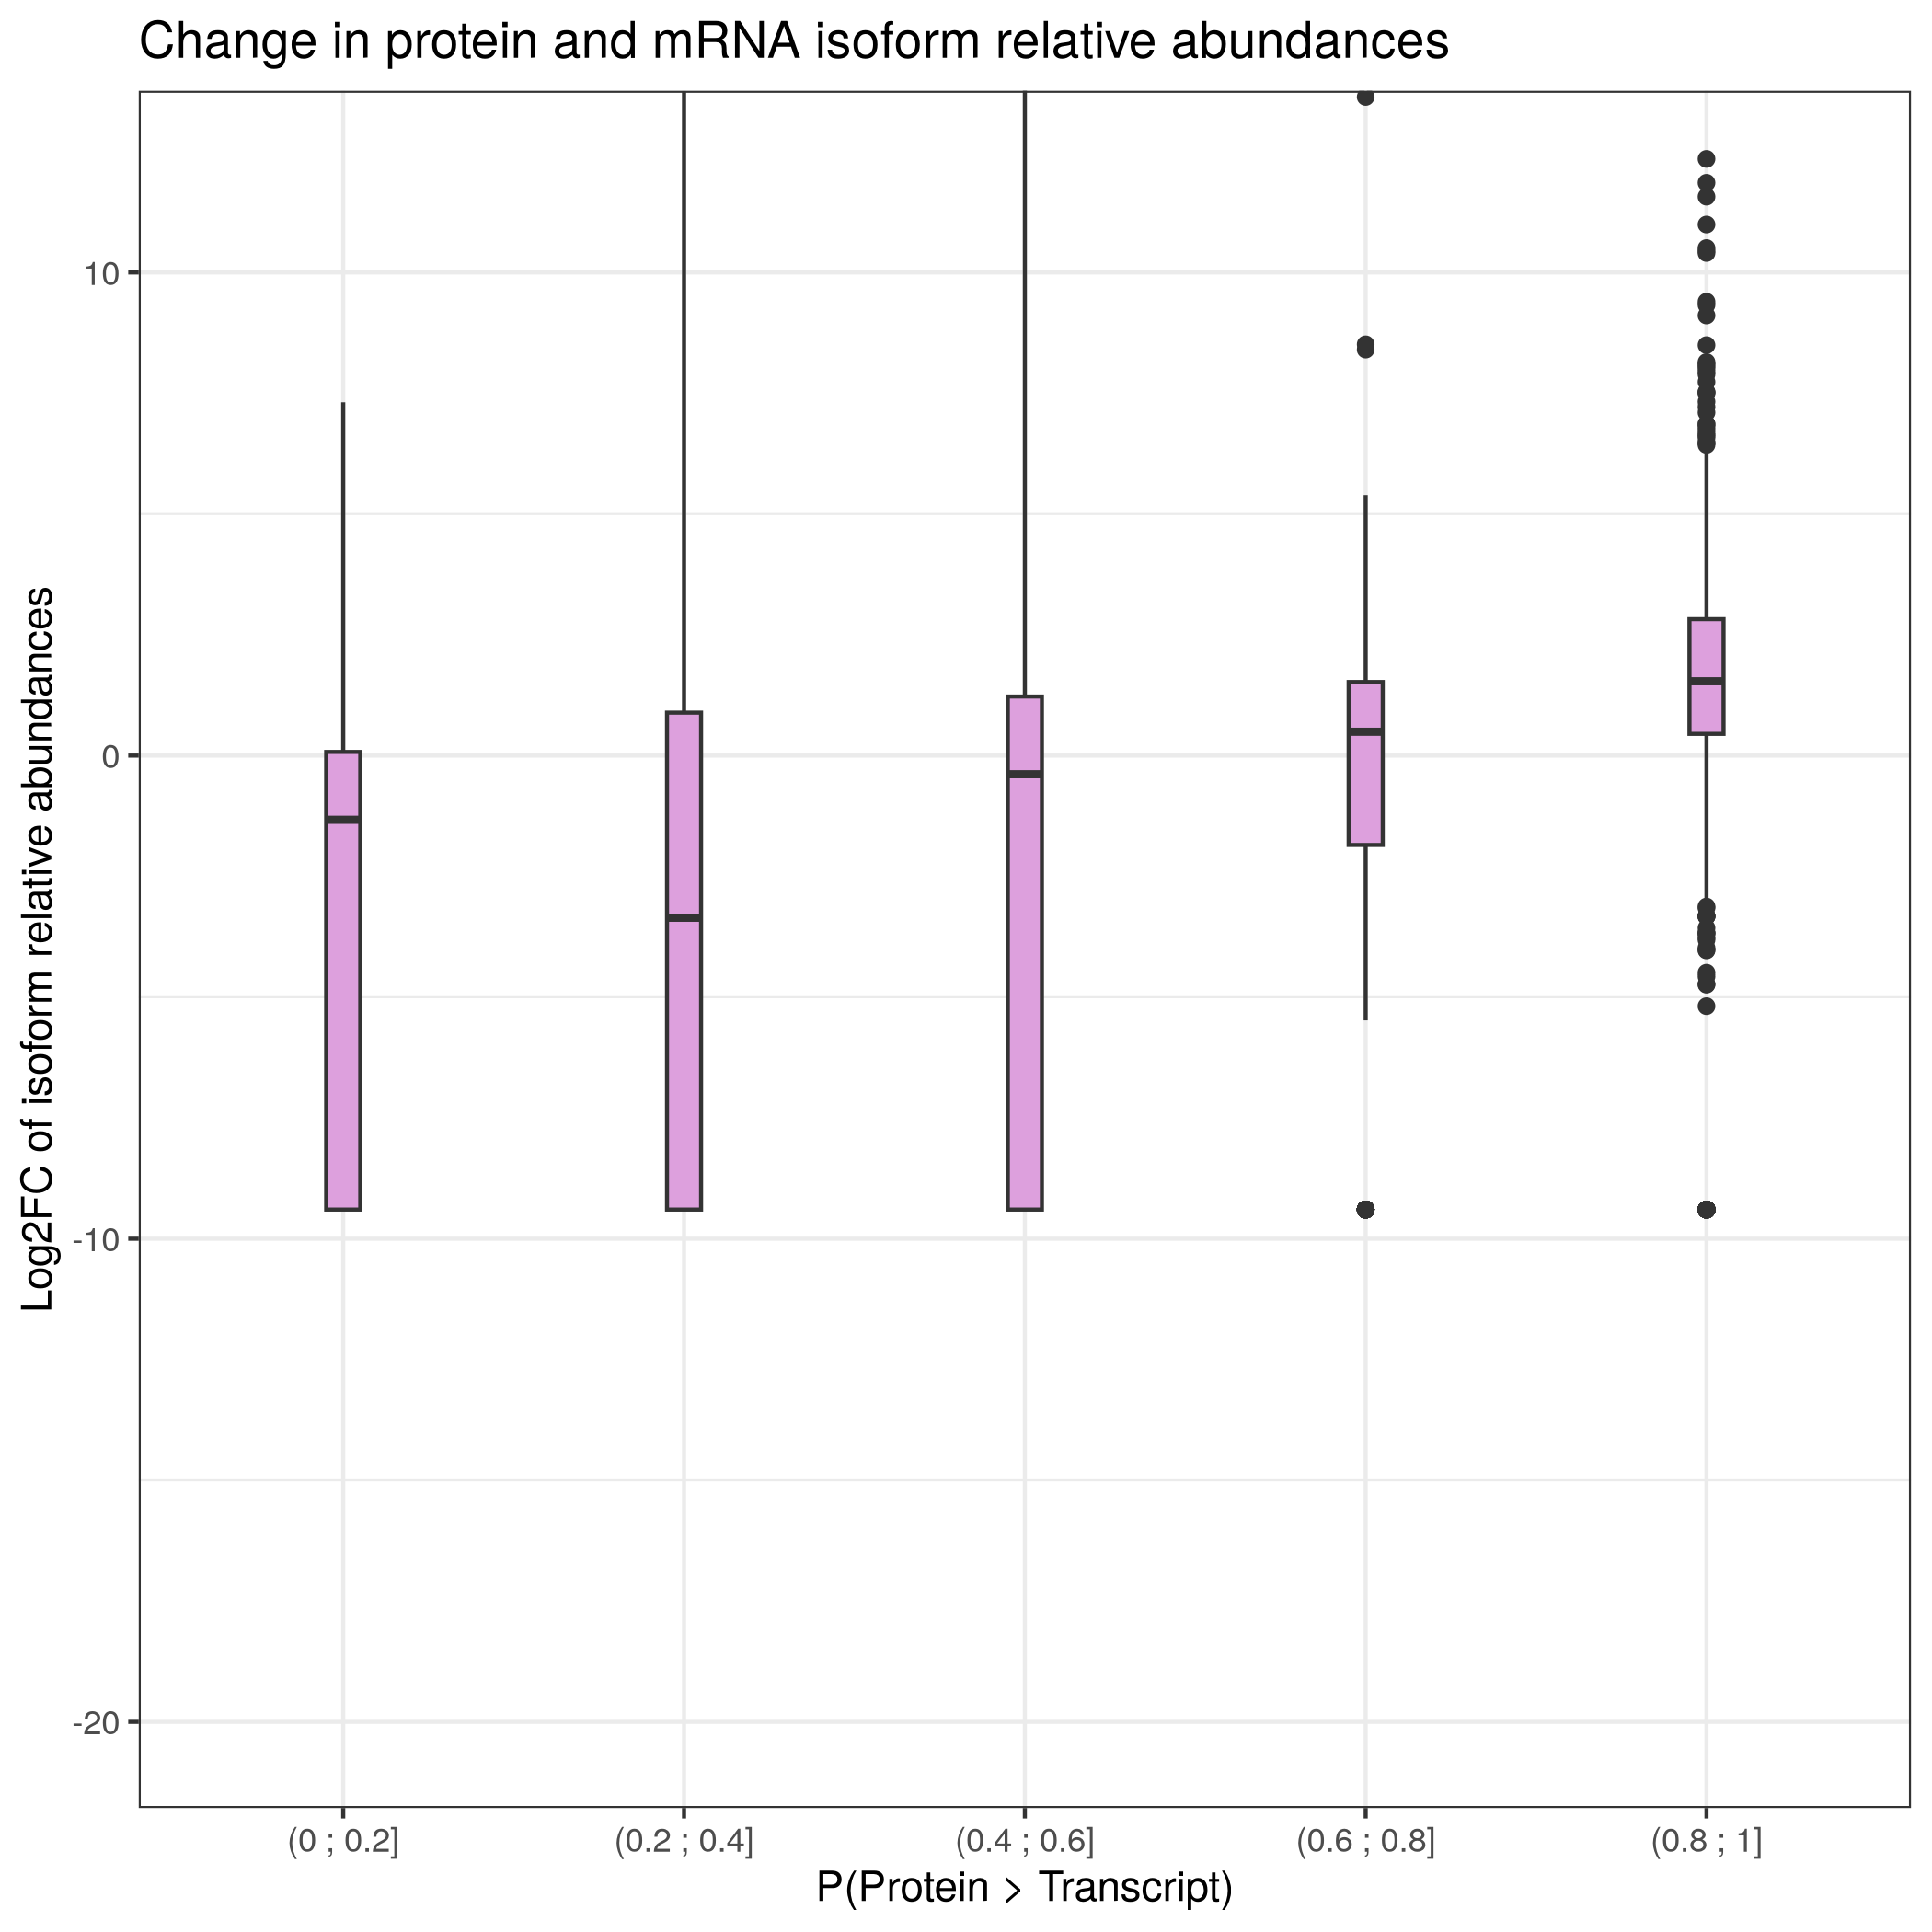 Change in protein and mRNA isoform relative abundances
Log2FC of isoform relative abundances
10
0
-10
-20
(0 ; 0.2]
(0.2 ; 0.4]
(0.4 ; 0.6]
(0.6 ; 0.8]
(0.8 ; 1]
P(Protein > Transcript)